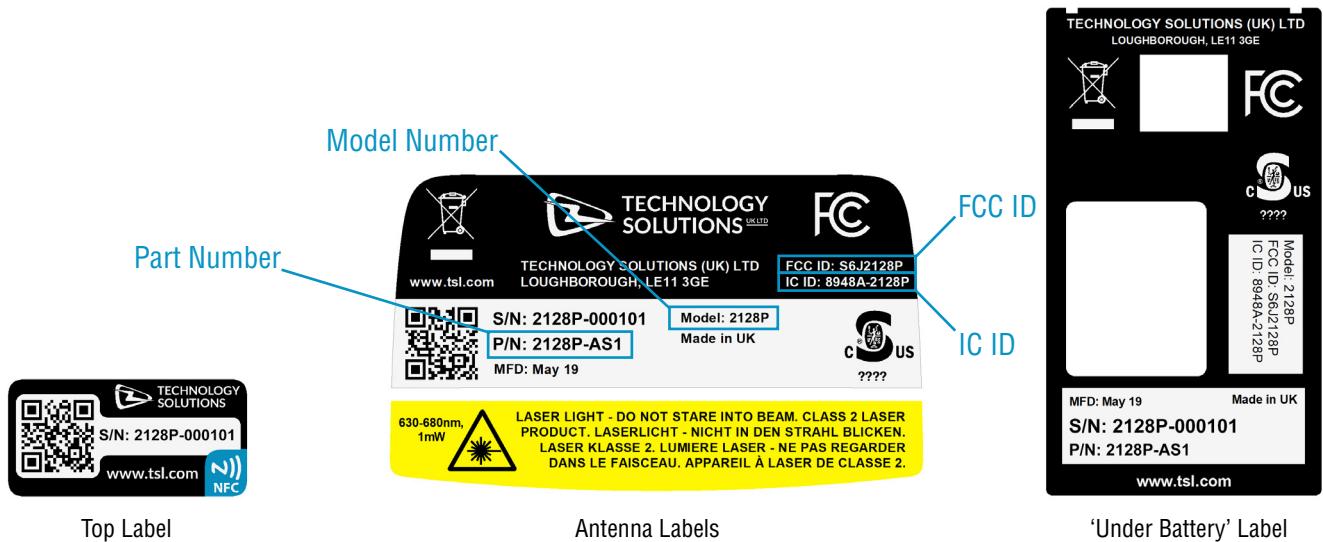 Model Number
Part Number
FCC ID
IC ID
TECHNOLOGY
SOLUTIONS
S/N: 2128P-000101
www.tsl.com
NFC
Top Label
TECHNOLOGY
SOLUTIONS UK LTD
FC
www.tsl.com
TECHNOLOGY SOLUTIONS (UK) LTD
LOUGHBOROUGH, LE11 3GE
FCC ID: S6J2128P
IC ID: 8948A-2128P
S/N: 2128P-000101
P/N: 2128P-AS1
MFD: May 19
Model: 2128P
Made in UK
C ® US
????
630-680nm,
1mW
LASER LIGHT - DO NOT STARE INTO BEAM. CLASS 2 LASER
PRODUCT. LASERLICHT - NICHT IN DEN STRAHL BLICKEN.
LASER KLASSE 2. LUMIERE LASER - NE PAS REGARDER
DANS LE FAISCEAU. APPAREIL À LASER DE CLASSE 2.
Antenna Labels
TECHNOLOGY SOLUTIONS (UK) LTD
LOUGHBOROUGH, LE11 3GE
FC
C ® US
????
Model: 2128P
FCC ID: S6J2128P
IC ID: 8948A-2128P
MFD: May 19
Made in UK
S/N: 2128P-000101
P/N: 2128P-AS1
www.tsl.com
'Under Battery' Label